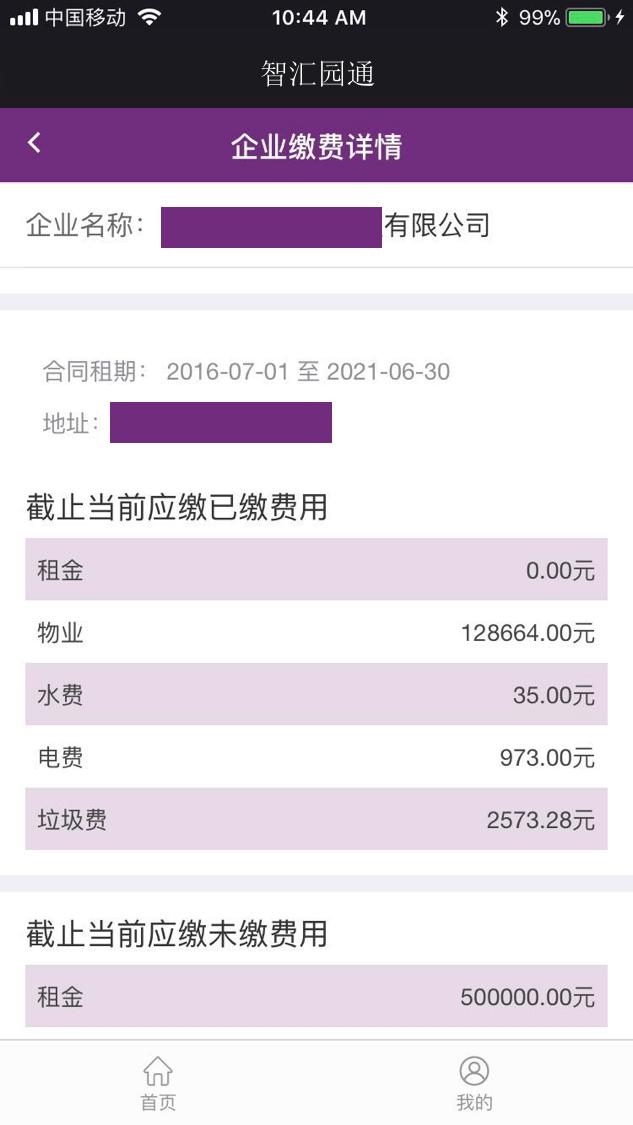 中国移动 10:44 AM 99%
智汇园通
企业缴费详情
企业名称： 有限公司
合同租期： 2016-07-01 至 2021-06-30
地址：
截止当前应缴已缴费用
租金 0.00元
物业 128664.00元
水费 35.00元
电费 973.00元
垃圾费 2573.28元
截止当前应缴未缴费用
租金 500000.00元
首页 我的